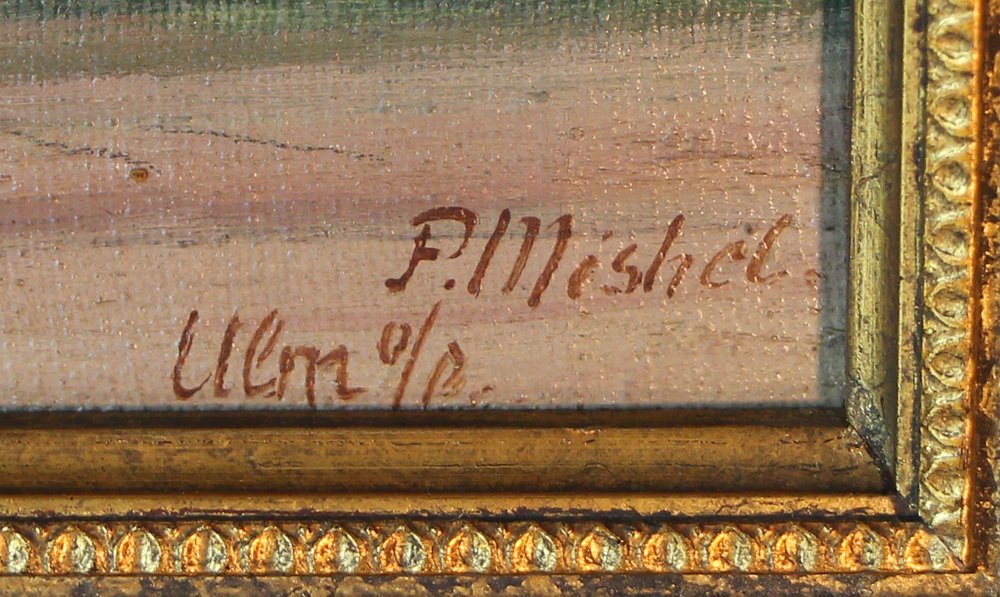 P. Mishel.
Ulm o/D.